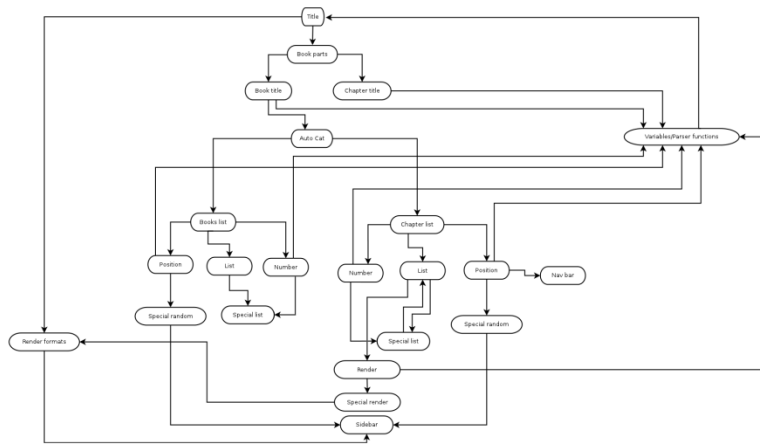 Title
Book parts
Book title
Chapter title
Auto Cat
Variables/Parser functions
Books list
Chapter list
Position
List
Number
Number
List
Position
Nav bar
Special random
Special list
Special random
Render formats
Special list
Render
Special render
Sidebar